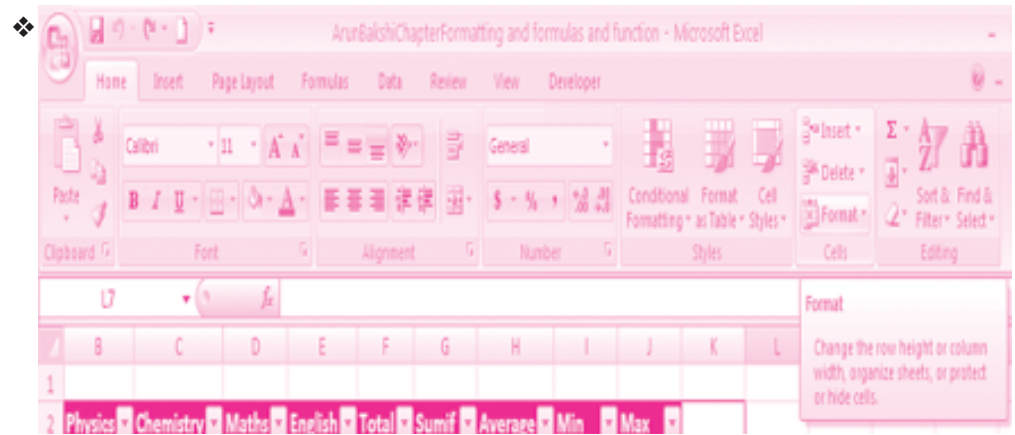 ArunBakshiChapterFormatting and formulas and function - Microsoft Excel
Home Insert Page Layout Formulas Data Review View Developer
Calibri 11 A A General Σ Insert
Delete
Paste B I U A $ % , Conditional Format Cell Format Sort & Find &
Formatting as Table Styles Filter Select
Clipboard Font Alignment Number Styles Cells Editing
L7 fx Format
Change the row height or column
width, organize sheets, or protect
or hide cells.
B C D E F G H I J K L
1
2 Physics Chemistry Maths English Total Sumif Average Min Max